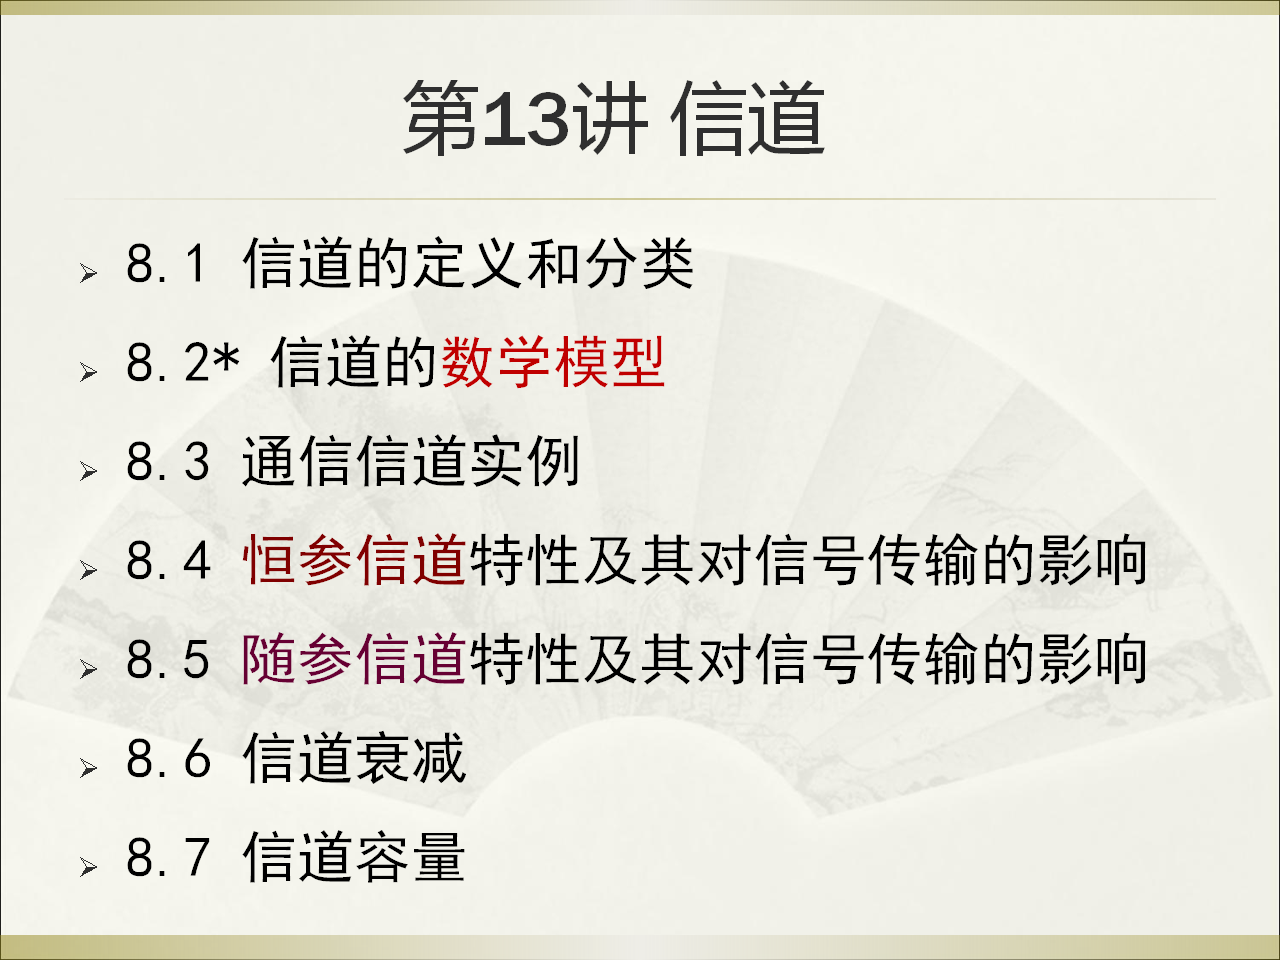 第13讲 信道
8.1 信道的定义和分类
8.2* 信道的数学模型
8.3 通信信道实例
8.4 恒参信道特性及其对信号传输的影响
8.5 随参信道特性及其对信号传输的影响
8.6 信道衰减
8.7 信道容量